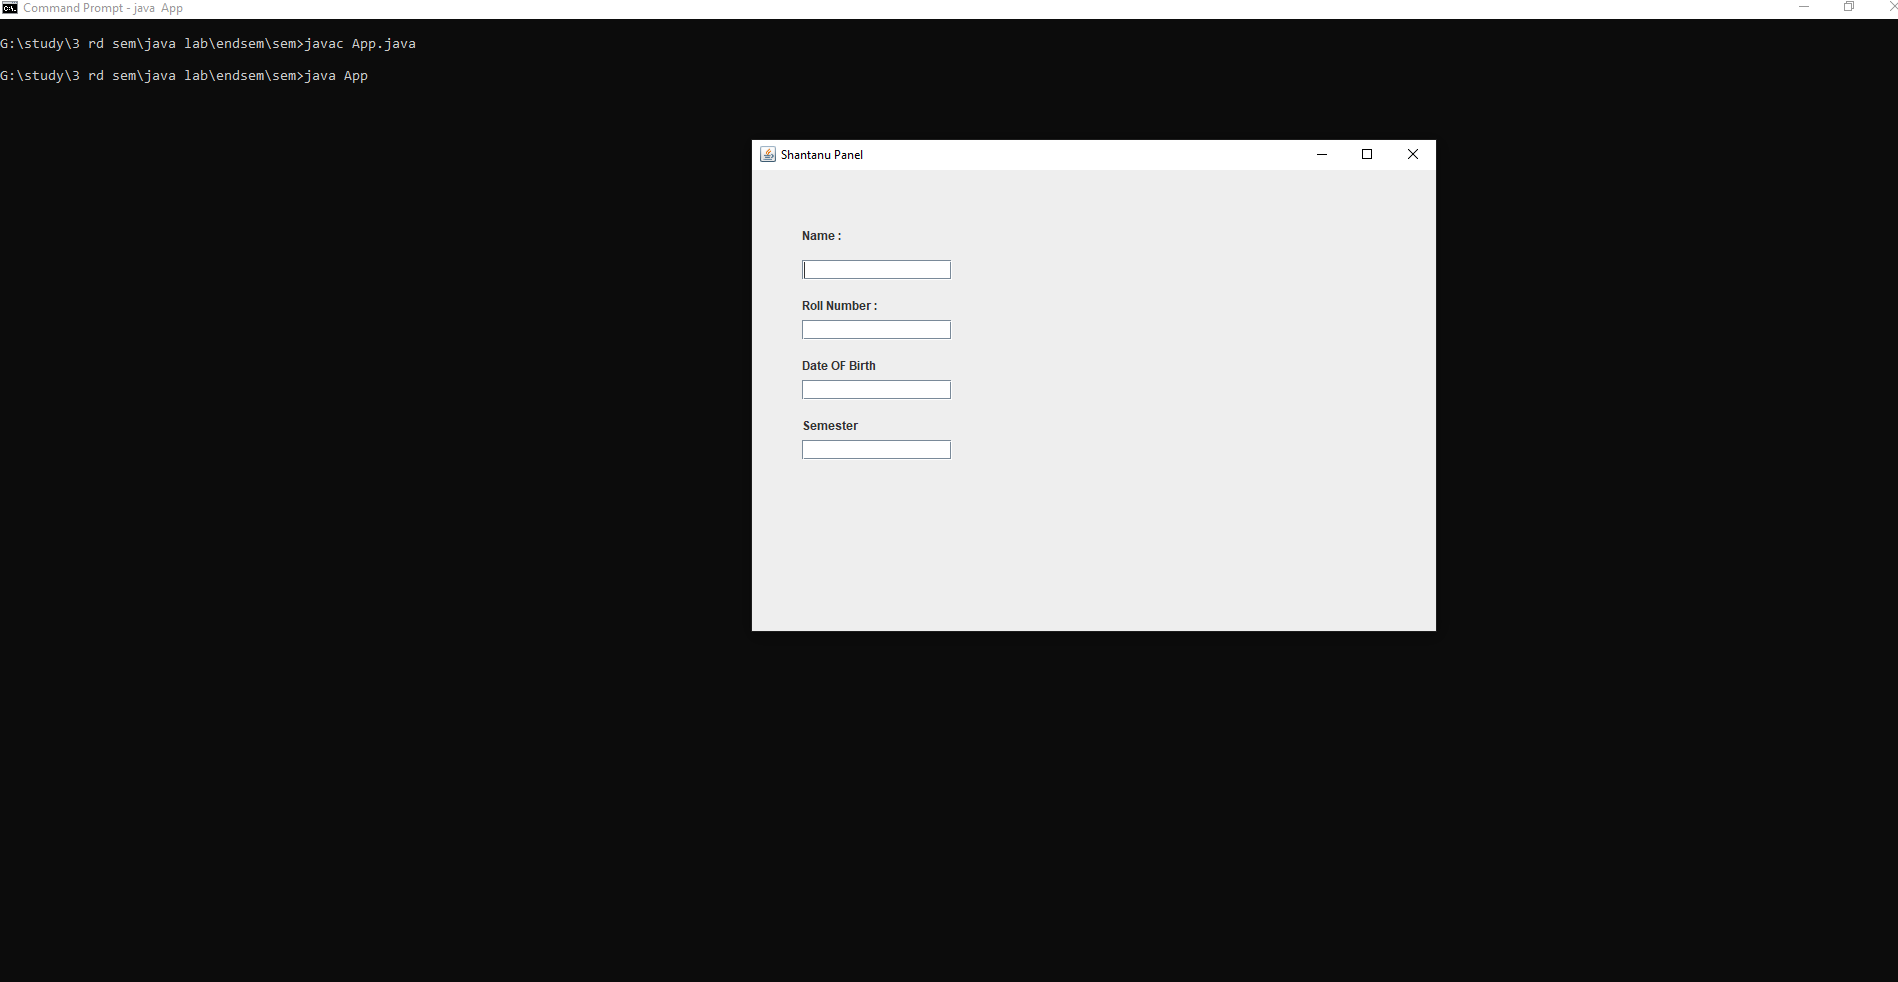 Command Prompt - java  App
G:\study\3 rd sem\java lab\endsem\sem>javac App.java
G:\study\3 rd sem\java lab\endsem\sem>java App
Shantanu Panel
Name :
Roll Number :
Date OF Birth
Semester